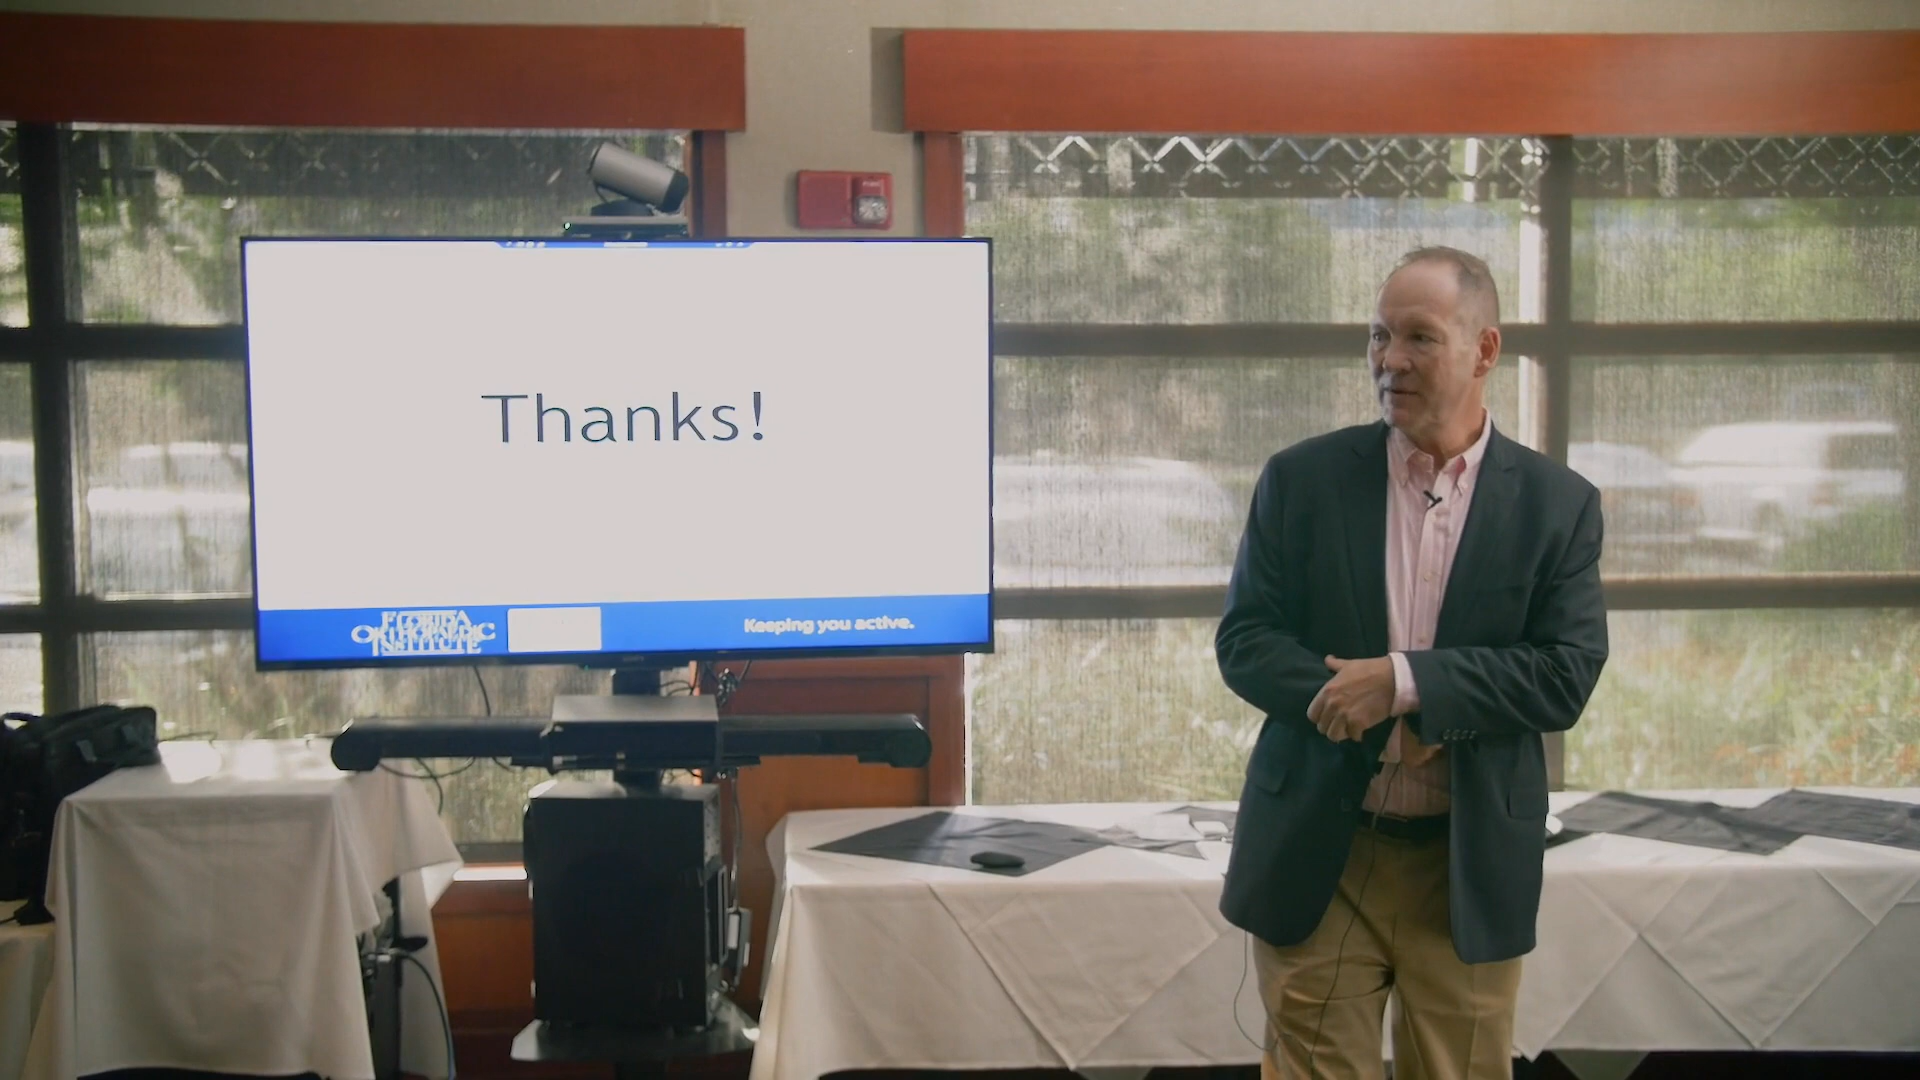 Thanks!
FLORIDA
ORTHOPAEDIC
INSTITUTE
Keeping you active.